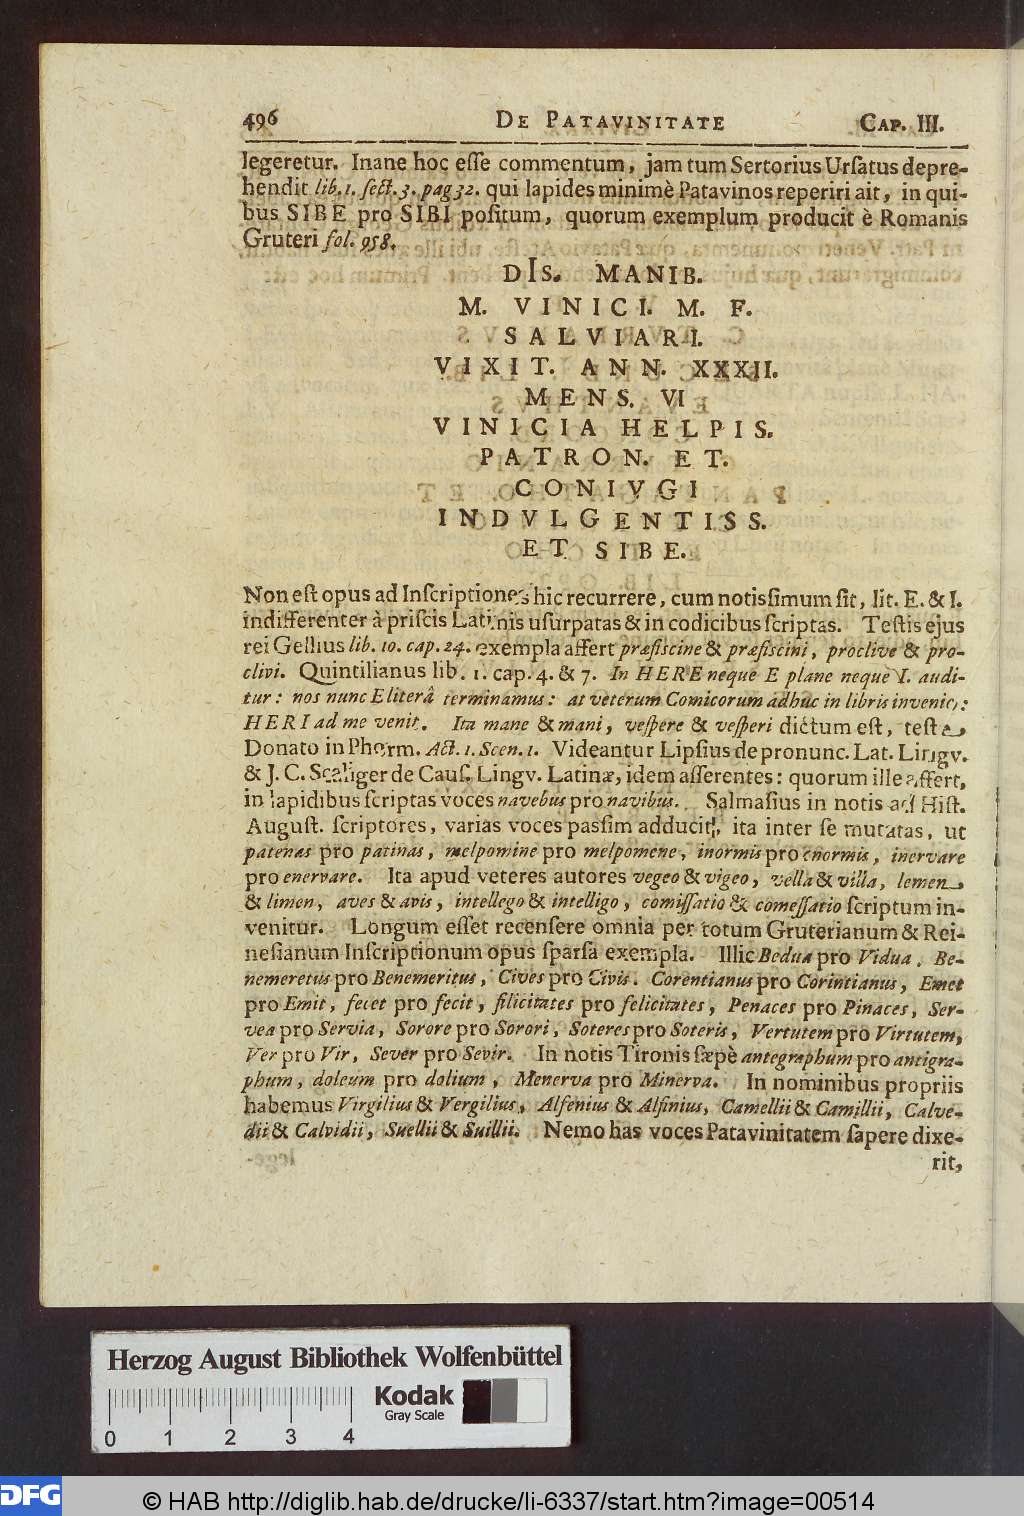 496 DE PATAVINITATE CAP. III.
legeretur. Inane hoc eſſe commentum, jam tum Sertorius Urſatus depre-
hendit lib. 1. ſect. 3. pag 32. qui lapides minimè Patavinos reperiri ait, in qui-
bus SIBE pro SIBI poſitum, quorum exemplum producit è Romanis
Gruteri fol. 958.
DIS. MANIB.
M. VINICI. M. F.
SALVIARI.
VIXIT. ANN. XXXII.
MENS. VI
VINICIA HELPIS.
PATRON. ET.
CONIVGI
INDVLGENTISS.
ET SIBE.
Non eſt opus ad Inſcriptiones hic recurrere, cum notisſimum ſit, lit. E. & I.
indifferenter à priſcis Latinis uſurpatas & in codicibus ſcriptas. Teſtis ejus
rei Gellius lib. 10. cap. 24. exempla affert præfiscine & præfiscini, proclive & pro-
clivi. Quintilianus lib. 1. cap. 4. & 7. In HERE neque E plane neque I. audi-
tur: nos nunc E literâ terminamus: at veterum Comicorum adhuc in libris invenio,:
HERI ad me venit. Ita mane & mani, veſpere & veſperi dictum eſt, teſte
Donato in Phorm. Act. 1. Scen. 1. Videantur Lipſius de pronunc. Lat. Lingv.
& J. C. Scaliger de Cauſ. Lingv. Latinæ, idem aſſerentes: quorum ille affert,
in lapidibus ſcriptas voces navebus pro navibus. Salmaſius in notis ad Hiſt.
Auguſt. ſcriptores, varias voces pasſim adducit, ita inter ſe mutatas, ut
patenas pro patinas, melpomine pro melpomene, inormis pro enormis, inervare
pro enervare. Ita apud veteres autores vegeo & vigeo, vella & villa, lemen,
& limen, aves & avis, intellego & intelligo, comiſſatio & comeſſatio ſcriptum in-
venitur. Longum eſſet recenſere omnia per totum Gruterianum & Rei-
neſianum Inſcriptionum opus ſparſa exempla. Illic Bedua pro Vidua. Be-
nemeretus pro Benemeritus, Cives pro Civis. Corentianus pro Corintianus, Emet
pro Emit, fecet pro fecit, filicitates pro felicitates, Penaces pro Pinaces, Ser-
vea pro Servia, Sorore pro Sorori, Soteres pro Soteris, Vertutem pro Virtutem,
Ver pro Vir, Sever pro Sevir. In notis Tironis ſæpè antegraphum pro antigra-
phum, doleum pro dolium, Menerva pro Minerva. In nominibus propriis
habemus Virgilius & Vergilius, Alfenius & Alfinius, Camellii & Camillii, Calve-
dii & Calvidii, Suellii & Suillii. Nemo has voces Patavinitatem ſapere dixe-
rit,
Herzog August Bibliothek Wolfenbüttel
Kodak
Gray Scale
0 1 2 3 4
DFG
© HAB http://diglib.hab.de/drucke/li-6337/start.htm?image=00514